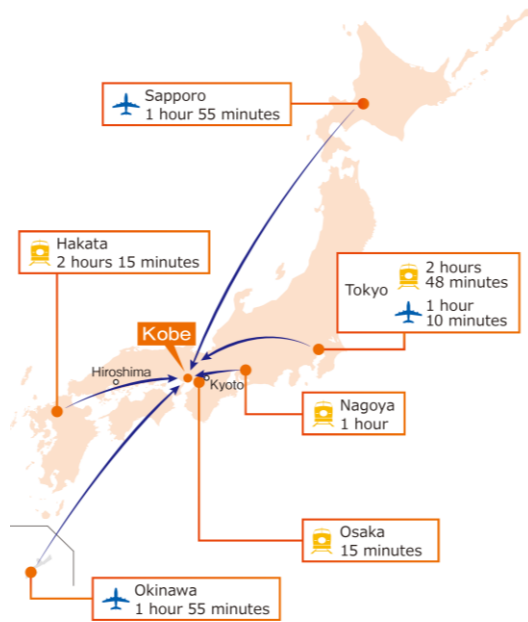 Sapporo
1 hour 55 minutes
Hakata
2 hours 15 minutes
Tokyo
2 hours
48 minutes
1 hour
10 minutes
Kobe
Hiroshima
Kyoto
Nagoya
1 hour
Osaka
15 minutes
Okinawa
1 hour 55 minutes